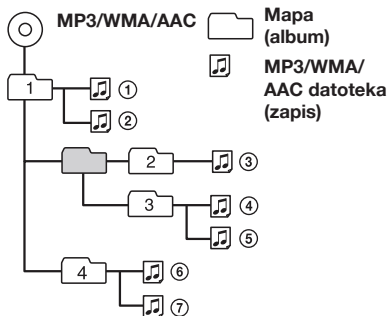 MP3/WMA/AAC
Mapa
(album)
MP3/WMA/
AAC datoteka
(zapis)
1
①
②
2
③
3
④
⑤
4
⑥
⑦